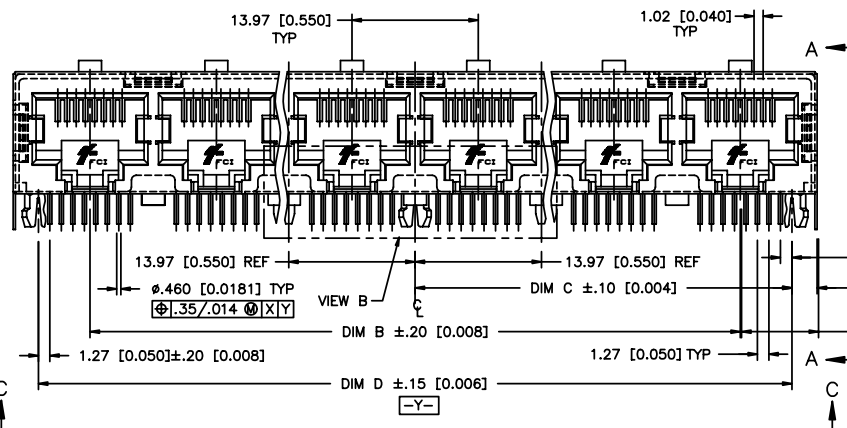 13.97 [0.550]
TYP
1.02 [0.040]
TYP
A
FCI FCI FCI FCI FCI FCI
13.97 [0.550] REF
13.97 [0.550] REF
ø.460 [0.0181] TYP
VIEW B
℄
DIM C ±.10 [0.004]
⌖ .35/.014 Ⓜ X Y
DIM B ±.20 [0.008]
1.27 [0.050]±.20 [0.008]
1.27 [0.050] TYP
A
C
DIM D ±.15 [0.006]
C
-Y-